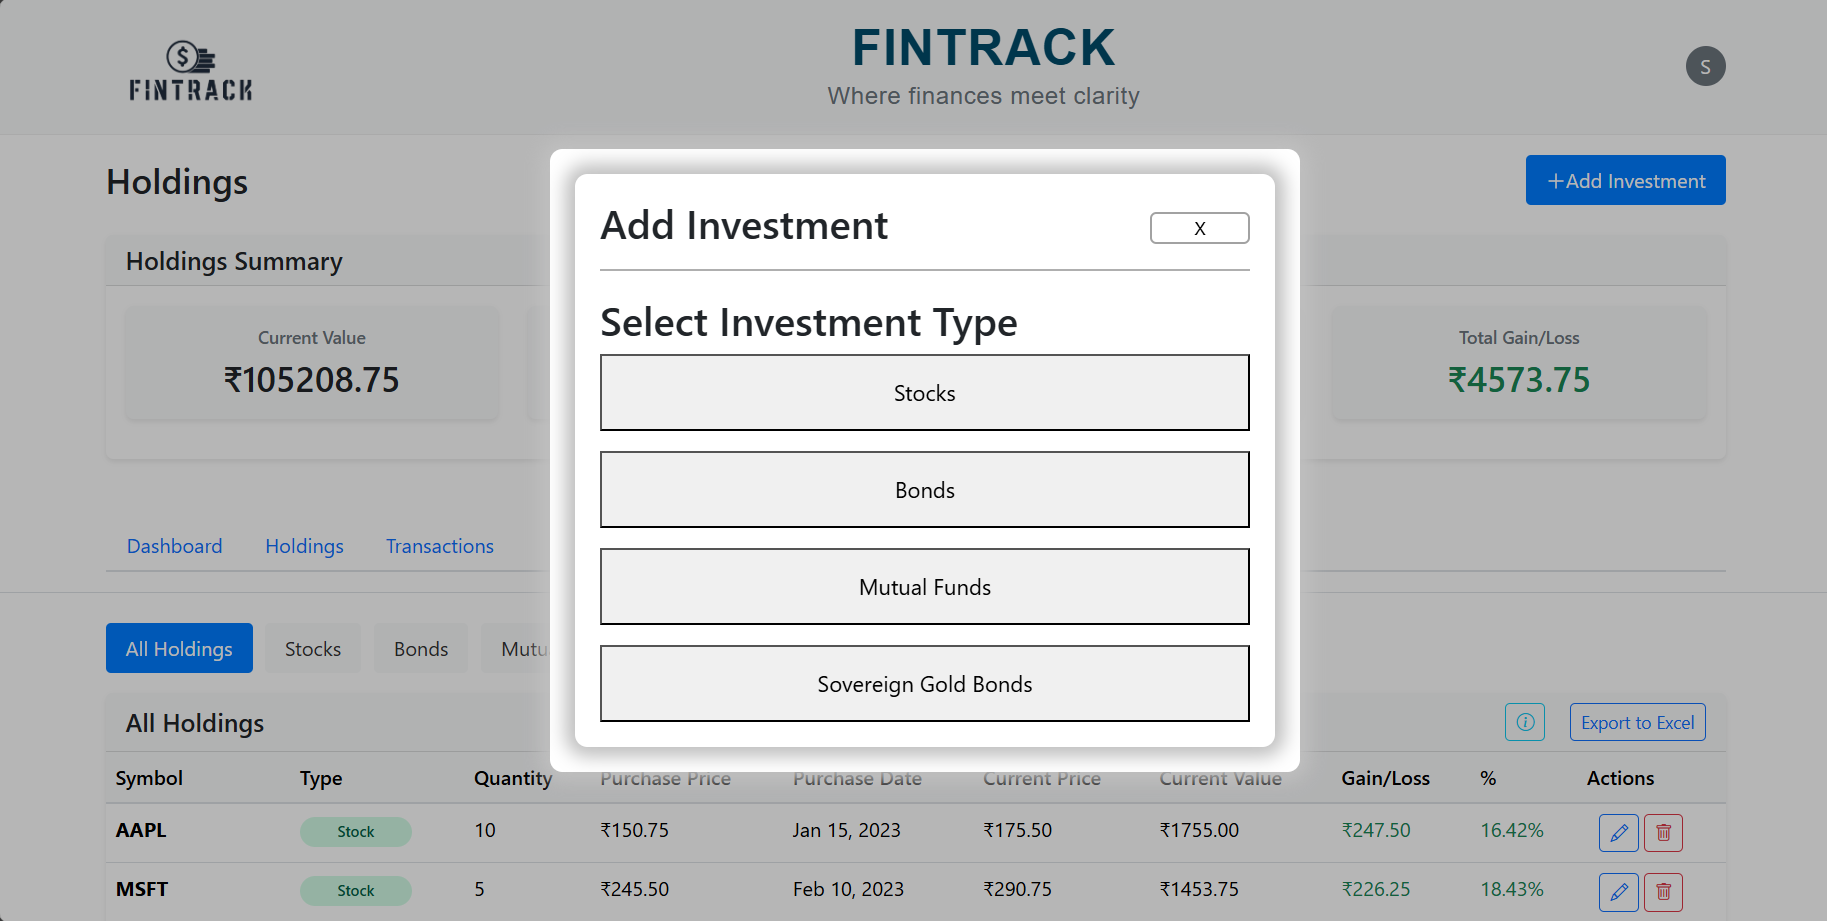 FINTRACK
FINTRACK
Where finances meet clarity
S
Holdings
+Add Investment
Holdings Summary
Current Value
₹105208.75
Total Gain/Loss
₹4573.75
Add Investment
X
Select Investment Type
Stocks
Bonds
Mutual Funds
Sovereign Gold Bonds
Dashboard Holdings Transactions
All Holdings Stocks Bonds Mutu
All Holdings
Export to Excel
Symbol Type Quantity Purchase Price Purchase Date Current Price Current Value Gain/Loss % Actions
AAPL Stock 10 ₹150.75 Jan 15, 2023 ₹175.50 ₹1755.00 ₹247.50 16.42%
MSFT Stock 5 ₹245.50 Feb 10, 2023 ₹290.75 ₹1453.75 ₹226.25 18.43%